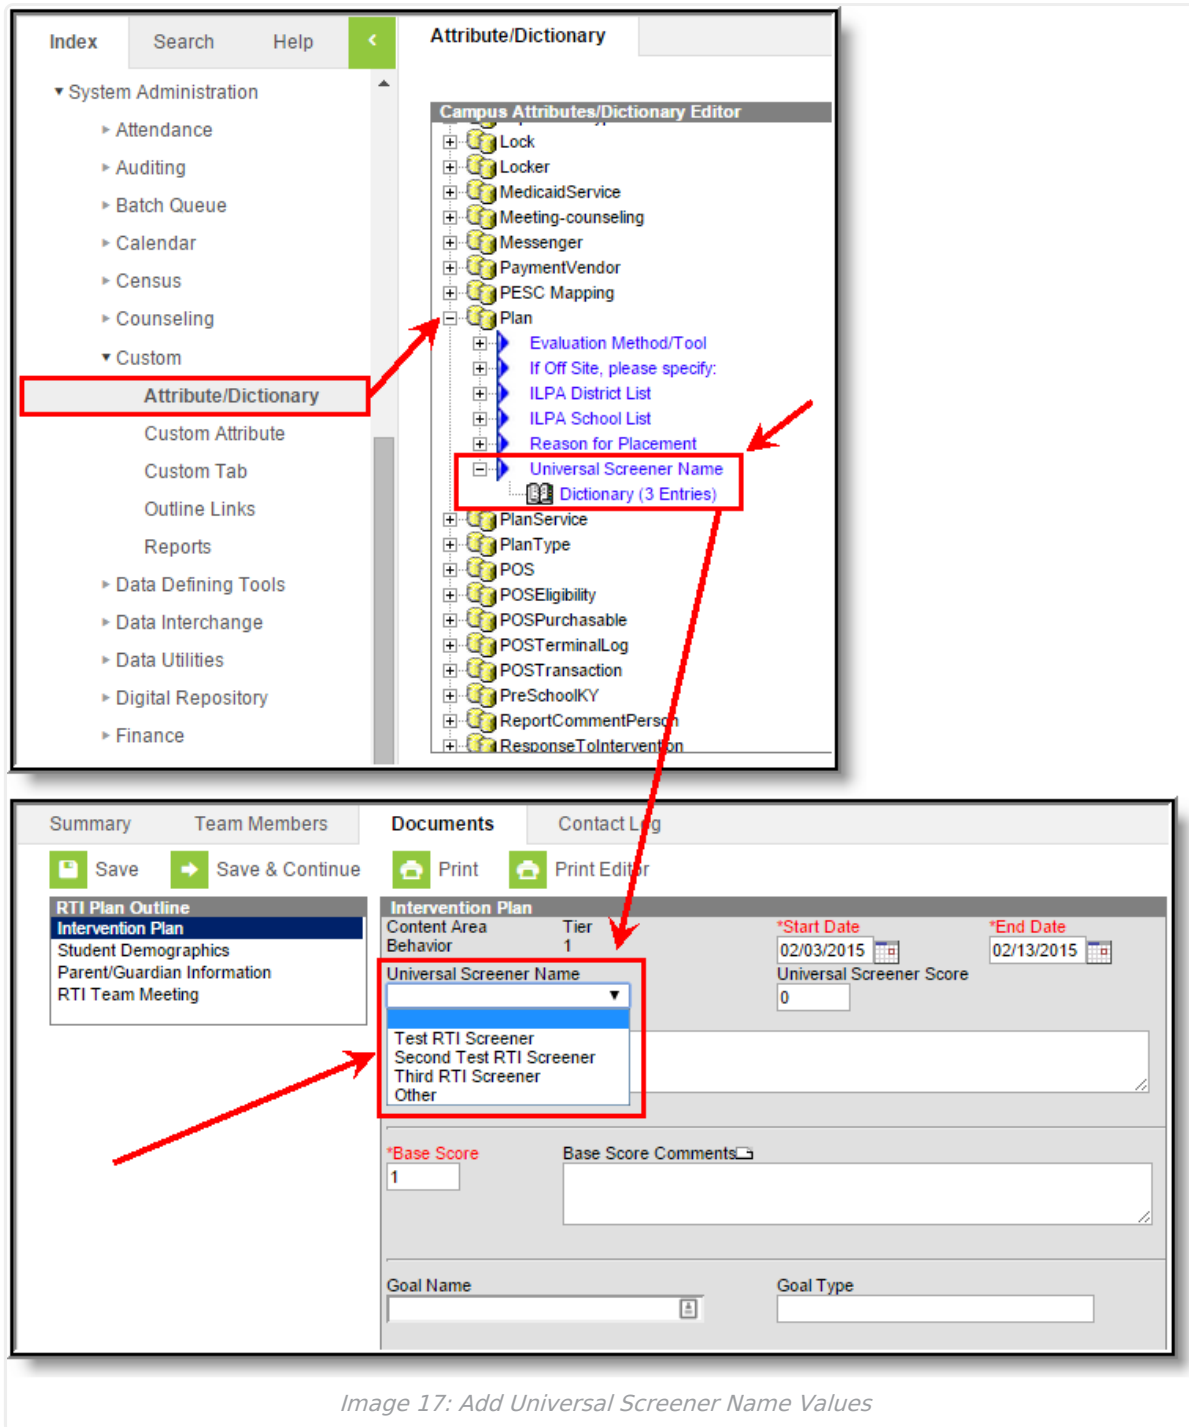 Index Search Help
Attribute/Dictionary
System Administration
Attendance
Auditing
Batch Queue
Calendar
Census
Counseling
Custom
Attribute/Dictionary
Custom Attribute
Custom Tab
Outline Links
Reports
Data Defining Tools
Data Interchange
Data Utilities
Digital Repository
Finance
Campus Attributes/Dictionary Editor
Lock
Locker
MedicaidService
Meeting-counseling
Messenger
PaymentVendor
PESC Mapping
Plan
Evaluation Method/Tool
If Off Site, please specify:
ILPA District List
ILPA School List
Reason for Placement
Universal Screener Name
Dictionary (3 Entries)
PlanService
PlanType
POS
POSEligibility
POSPurchasable
POSTerminalLog
POSTransaction
PreSchoolKY
ReportCommentPerson
ResponseToIntervention
Summary Team Members Documents Contact Log
Save Save & Continue Print Print Editor
RTI Plan Outline
Intervention Plan
Student Demographics
Parent/Guardian Information
RTI Team Meeting
Intervention Plan
Content Area Tier *Start Date *End Date
Behavior 1 02/03/2015 02/13/2015
Universal Screener Name Universal Screener Score
0
Test RTI Screener
Second Test RTI Screener
Third RTI Screener
Other
*Base Score Base Score Comments
1
Goal Name Goal Type
Image 17: Add Universal Screener Name Values